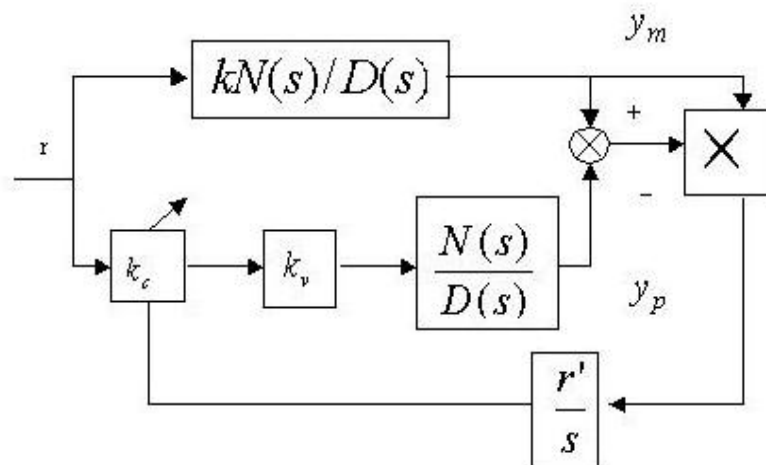 y_m
kN(s)/D(s)
r
+
×
−
k_c
k_v
N(s)
D(s)
y_p
r'
s